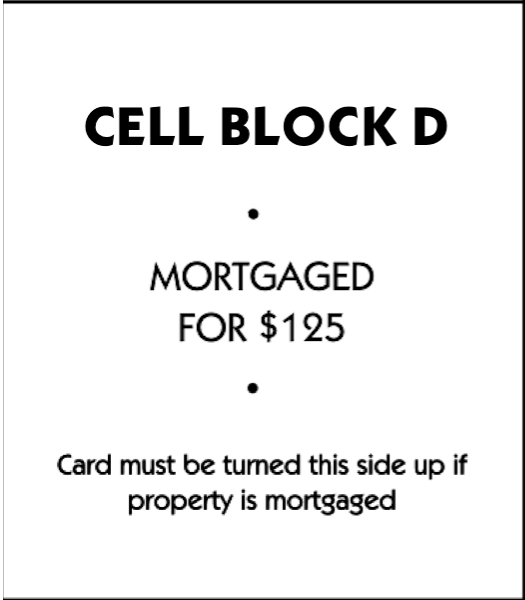 CELL BLOCK D
•
MORTGAGED
FOR $125
•
Card must be turned this side up if
property is mortgaged